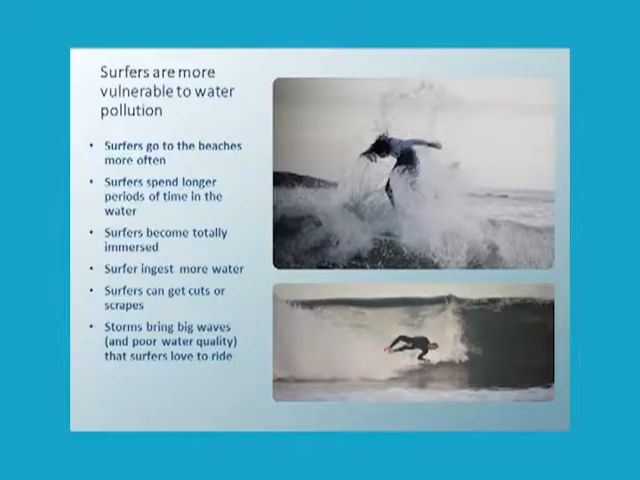 Surfers are more
vulnerable to water
pollution
• Surfers go to the beaches
more often
• Surfers spend longer
periods of time in the
water
• Surfers become totally
immersed
• Surfer ingest more water
• Surfers can get cuts or
scrapes
• Storms bring big waves
(and poor water quality)
that surfers love to ride